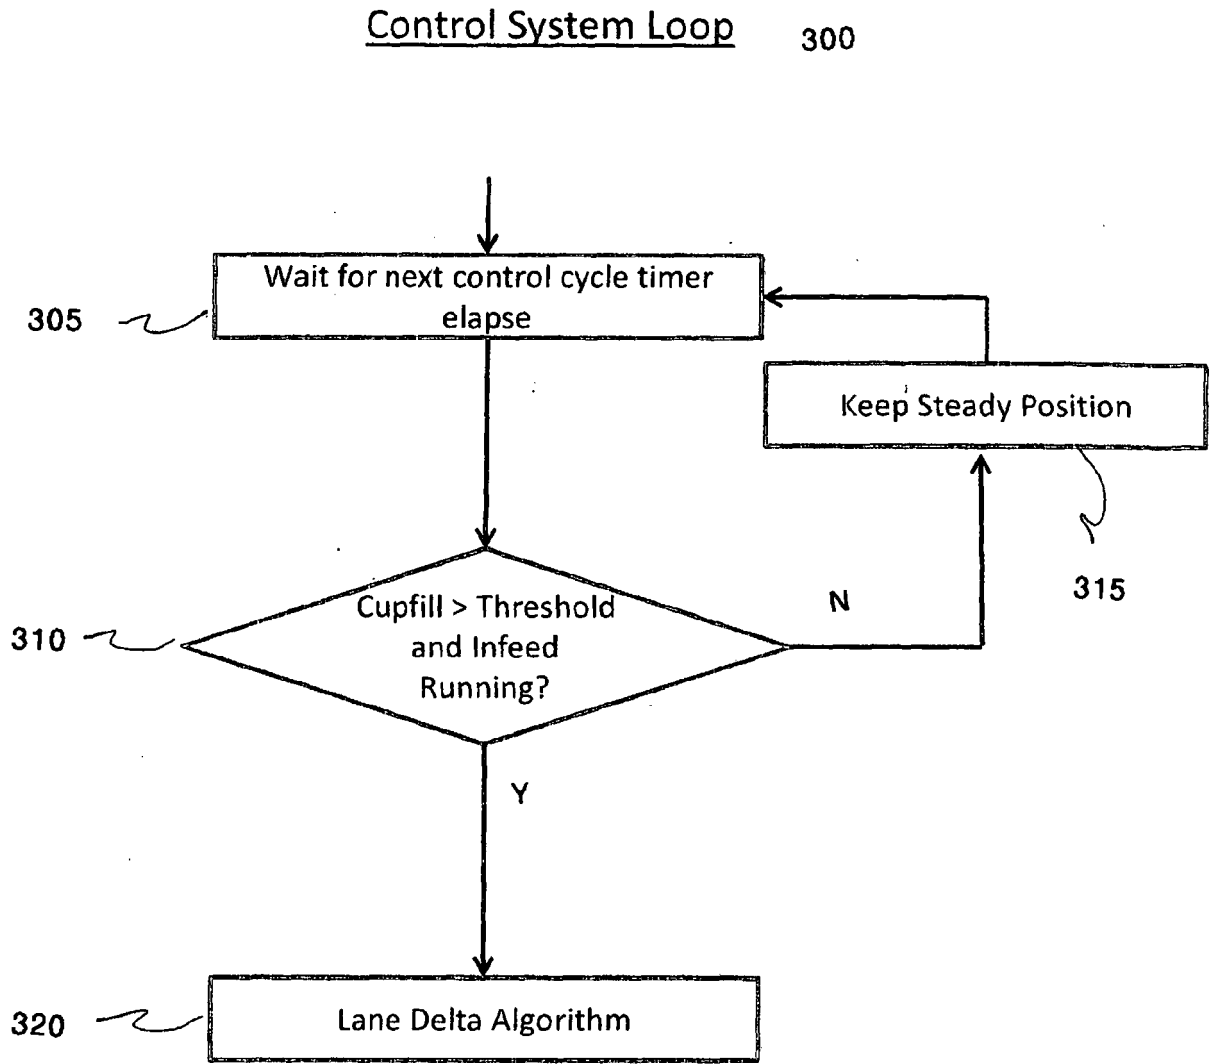 Control System Loop 300
Wait for next control cycle timer
elapse
305
Keep Steady Position
315
Cupfill > Threshold
and Infeed
Running?
310
N
Y
Lane Delta Algorithm
320